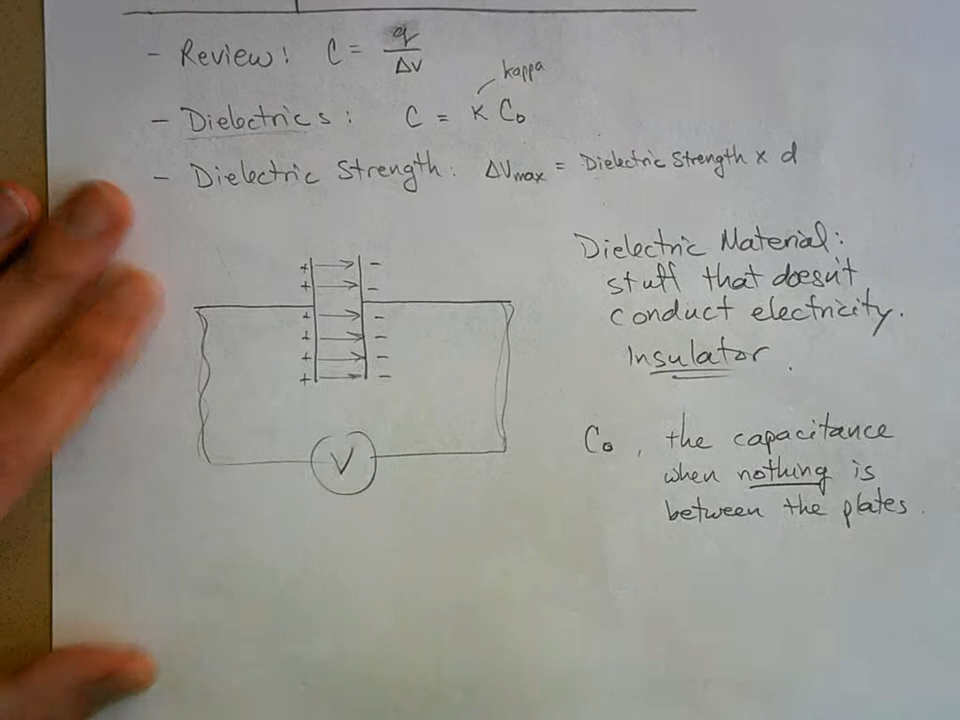 - Review: C = q/ΔV
kappa
- Dielectrics: C = κ C₀
- Dielectric Strength: ΔVmax = Dielectric Strength × d
Dielectric Material:
stuff that doesn't
conduct electricity.
Insulator.
+ -
+ -
+ -
+ -
+ -
+ -
V
C₀, the capacitance
when nothing is
between the plates.